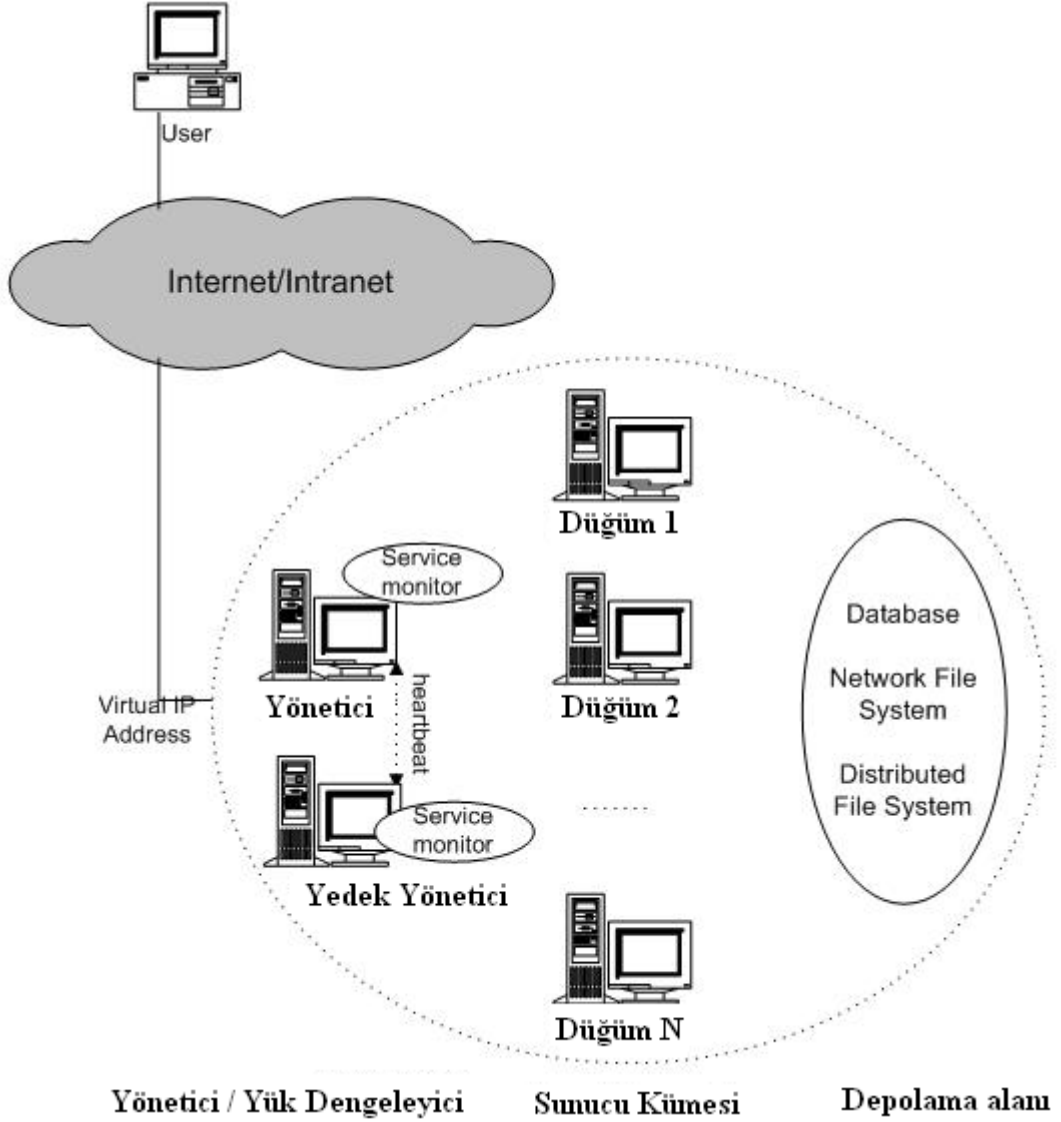 User
Internet/Intranet
Düğüm 1
Service
monitor
Yönetici
heartbeat
Düğüm 2
Virtual IP
Address
Service
monitor
Yedek Yönetici
Düğüm N
Database
Network File
System
Distributed
File System
Yönetici / Yük Dengeleyici
Sunucu Kümesi
Depolama alanı